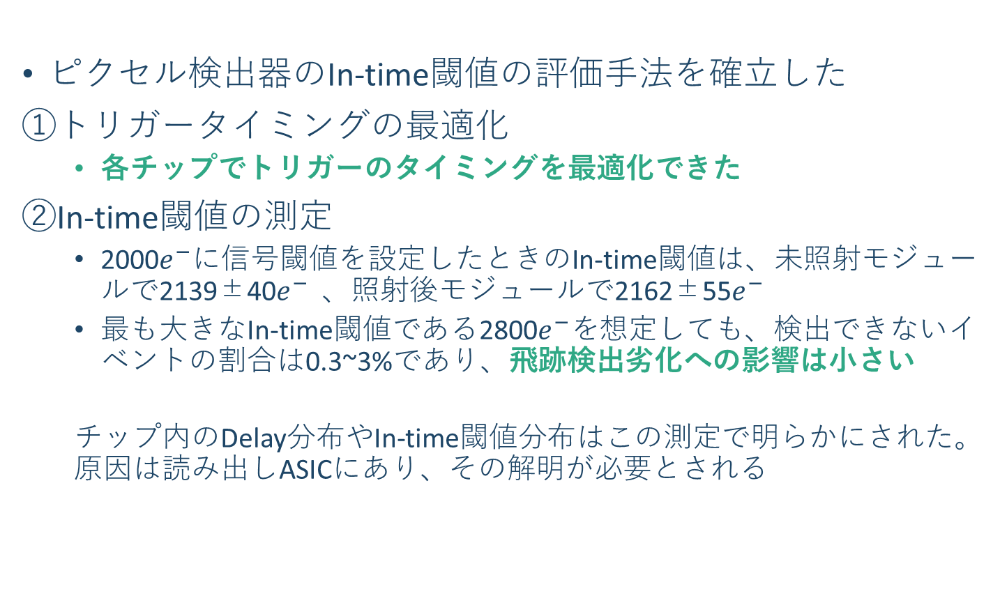 • ピクセル検出器のIn-time閾値の評価手法を確立した
①トリガータイミングの最適化
• 各チップでトリガーのタイミングを最適化できた
②In-time閾値の測定
• 2000e⁻に信号閾値を設定したときのIn-time閾値は、未照射モジュー
ルで2139±40e⁻ 、照射後モジュールで2162±55e⁻
• 最も大きなIn-time閾値である2800e⁻を想定しても、検出できないイ
ベントの割合は0.3~3%であり、飛跡検出劣化への影響は小さい
チップ内のDelay分布やIn-time閾値分布はこの測定で明らかにされた。
原因は読み出しASICにあり、その解明が必要とされる